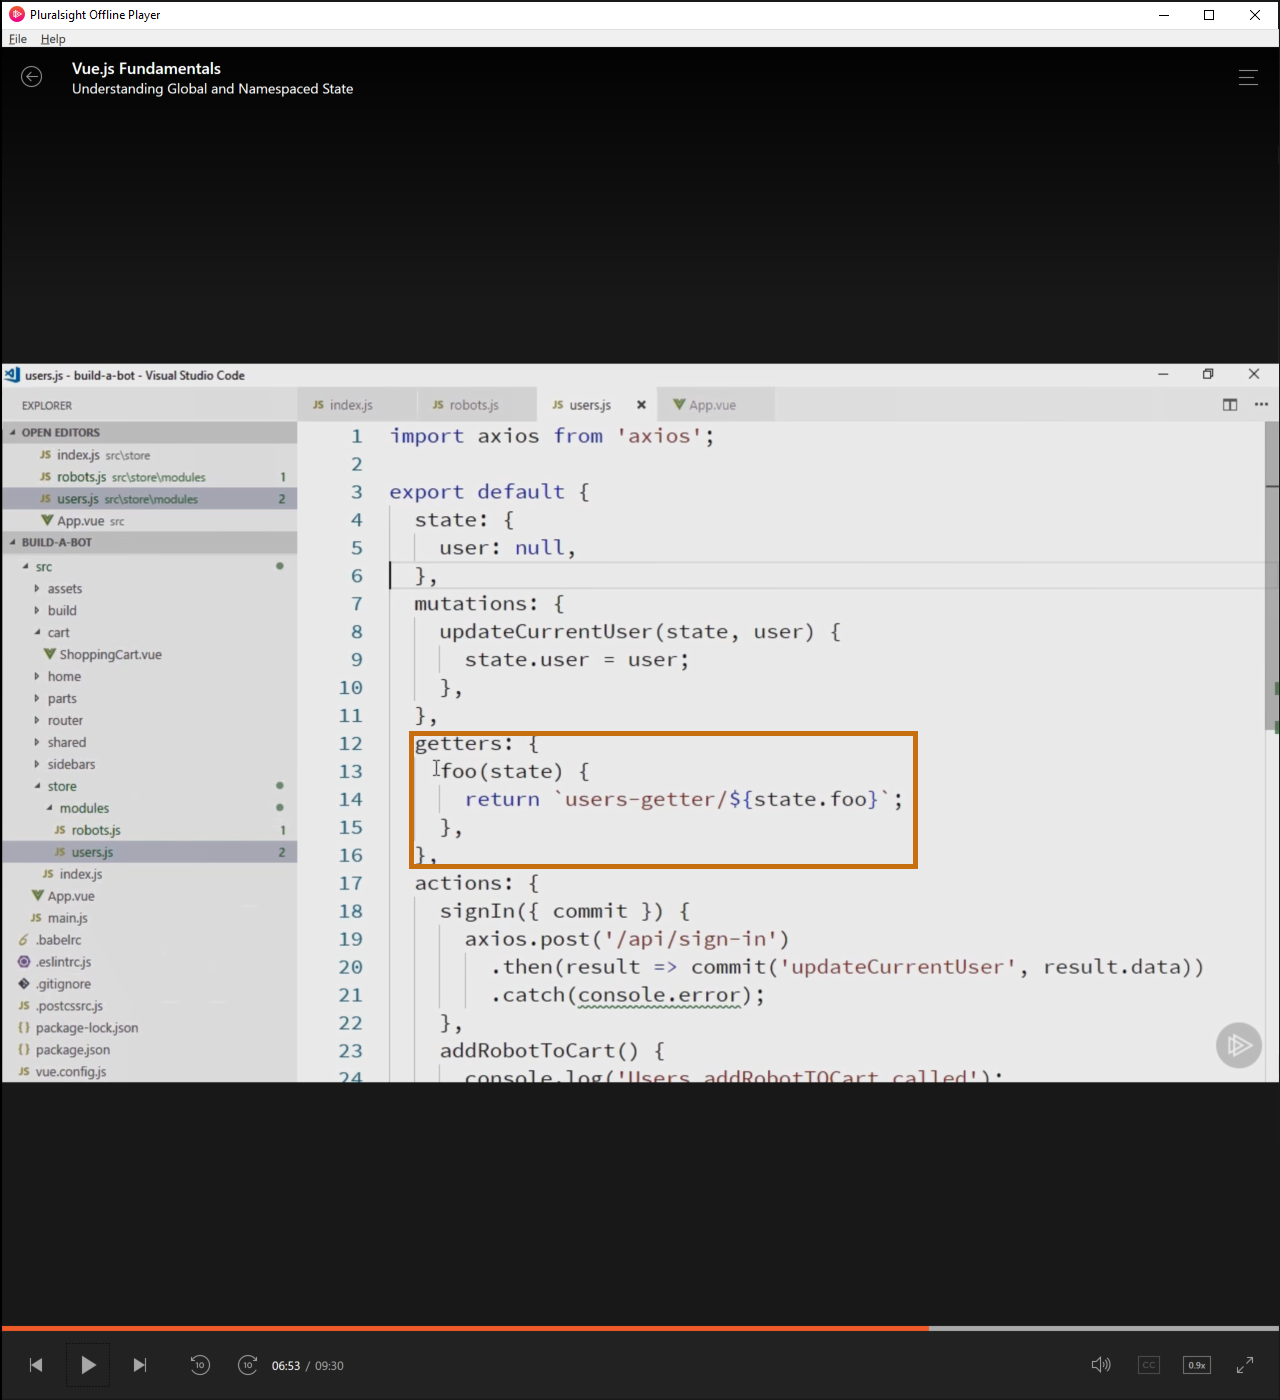 Pluralsight Offline Player
File Help
Vue.js Fundamentals
Understanding Global and Namespaced State
users.js - build-a-bot - Visual Studio Code
EXPLORER
JS index.js
JS robots.js
JS users.js
App.vue
OPEN EDITORS
JS index.js src\store
JS robots.js src\store\modules 1
JS users.js src\store\modules 2
App.vue src
BUILD-A-BOT
src
assets
build
cart
ShoppingCart.vue
home
parts
router
shared
sidebars
store
modules
JS robots.js 1
JS users.js 2
JS index.js
App.vue
JS main.js
.babelrc
.eslintrc.js
.gitignore
JS .postcssrc.js
{} package-lock.json
{} package.json
JS vue.config.js
1 import axios from 'axios';
2
3 export default {
4 state: {
5 user: null,
6 },
7 mutations: {
8 updateCurrentUser(state, user) {
9 state.user = user;
10 },
11 },
12 getters: {
13 foo(state) {
14 return `users-getter/${state.foo}`;
15 },
16 },
17 actions: {
18 signIn({ commit }) {
19 axios.post('/api/sign-in')
20 .then(result => commit('updateCurrentUser', result.data))
21 .catch(console.error);
22 },
23 addRobotToCart() {
24 console.log('Users addRobotTOCart called');
10
10
06:53 / 09:30
CC
0.9x